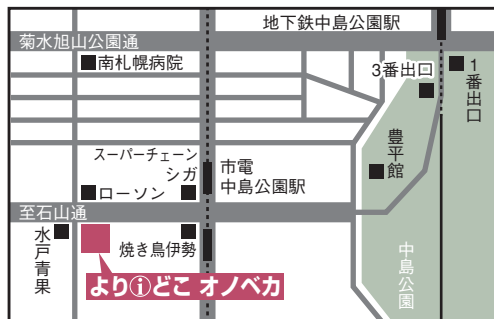 地下鉄中島公園駅
菊水旭山公園通
南札幌病院
3番出口
1番出口
スーパーチェーン
シガ
市電
中島公園駅
豊平館
ローソン
至石山通
水戸青果
焼き鳥伊勢
中島公園
よりⓘどこ オノベカ